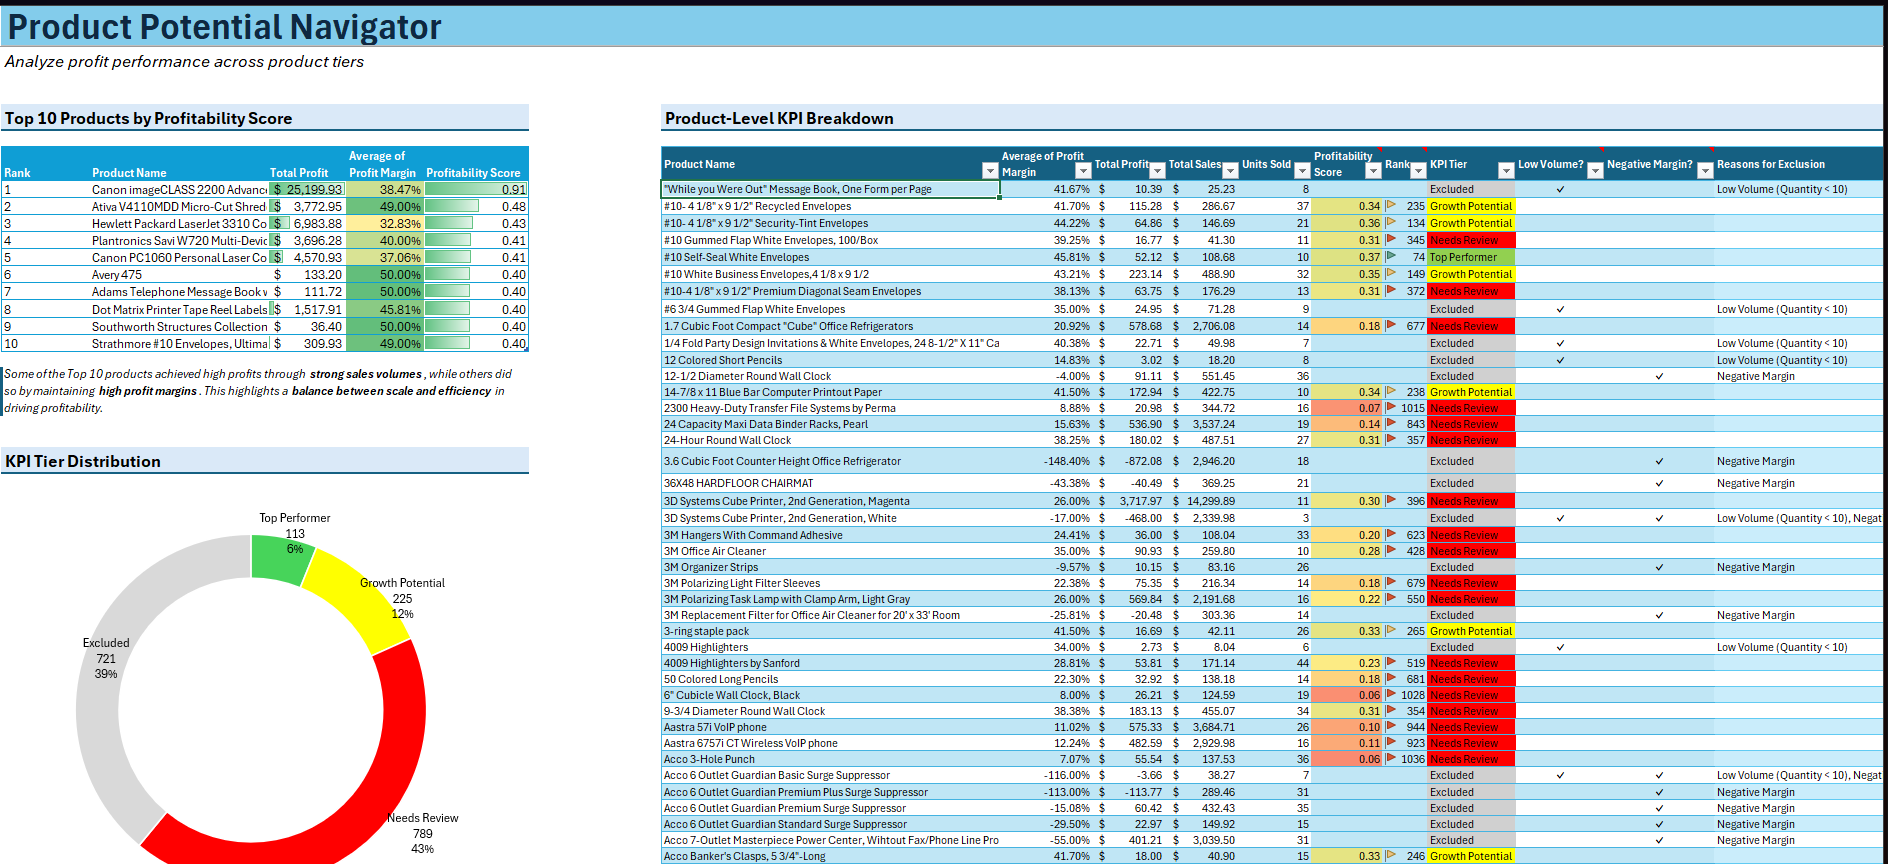 Product Potential Navigator
Analyze profit performance across product tiers
Top 10 Products by Profitability Score
Rank Product Name Total Profit Average of Profit Margin Profitability Score
1 Canon imageCLASS 2200 Advance $ 25,199.93 38.47% 0.91
2 Ativa V4110MDD Micro-Cut Shred $ 3,772.95 49.00% 0.48
3 Hewlett Packard LaserJet 3310 Co $ 6,983.88 32.83% 0.43
4 Plantronics Savi W720 Multi-Devic $ 3,696.28 40.00% 0.41
5 Canon PC1060 Personal Laser Co $ 4,570.93 37.06% 0.41
6 Avery 475 $ 133.20 50.00% 0.40
7 Adams Telephone Message Book v $ 111.72 50.00% 0.40
8 Dot Matrix Printer Tape Reel Labels $ 1,517.91 45.81% 0.40
9 Southworth Structures Collection $ 36.40 50.00% 0.40
10 Strathmore #10 Envelopes, Ultima $ 309.93 49.00% 0.40
Some of the Top 10 products achieved high profits through strong sales volumes , while others did
so by maintaining high profit margins . This highlights a balance between scale and efficiency in
driving profitability.
KPI Tier Distribution
Top Performer
113
6%
Growth Potential
225
12%
Excluded
721
39%
Needs Review
789
43%
Product-Level KPI Breakdown
Product Name Average of Profit Margin Total Profit Total Sales Units Sold Profitability Score Rank KPI Tier Low Volume? Negative Margin? Reasons for Exclusion
"While you Were Out" Message Book, One Form per Page 41.67% $ 10.39 $ 25.23 8 Excluded ✓ Low Volume (Quantity < 10)
#10- 4 1/8" x 9 1/2" Recycled Envelopes 41.70% $ 115.28 $ 286.67 37 0.34 235 Growth Potential
#10- 4 1/8" x 9 1/2" Security-Tint Envelopes 44.22% $ 64.86 $ 146.69 21 0.36 134 Growth Potential
#10 Gummed Flap White Envelopes, 100/Box 39.25% $ 16.77 $ 41.30 11 0.31 345 Needs Review
#10 Self-Seal White Envelopes 45.81% $ 52.12 $ 108.68 10 0.37 74 Top Performer
#10 White Business Envelopes,4 1/8 x 9 1/2 43.21% $ 223.14 $ 488.90 32 0.35 149 Growth Potential
#10-4 1/8" x 9 1/2" Premium Diagonal Seam Envelopes 38.13% $ 63.75 $ 176.29 13 0.31 372 Needs Review
#6 3/4 Gummed Flap White Envelopes 35.00% $ 24.95 $ 71.28 9 Excluded ✓ Low Volume (Quantity < 10)
1.7 Cubic Foot Compact "Cube" Office Refrigerators 20.92% $ 578.68 $ 2,706.08 14 0.18 677 Needs Review
1/4 Fold Party Design Invitations & White Envelopes, 24 8-1/2" X 11" Ca 40.38% $ 22.71 $ 49.98 7 Excluded ✓ Low Volume (Quantity < 10)
12 Colored Short Pencils 14.83% $ 3.02 $ 18.20 8 Excluded ✓ Low Volume (Quantity < 10)
12-1/2 Diameter Round Wall Clock -4.00% $ 91.11 $ 551.45 36 Excluded ✓ Negative Margin
14-7/8 x 11 Blue Bar Computer Printout Paper 41.50% $ 172.94 $ 422.75 10 0.34 238 Growth Potential
2300 Heavy-Duty Transfer File Systems by Perma 8.88% $ 20.98 $ 344.72 16 0.07 1015 Needs Review
24 Capacity Maxi Data Binder Racks, Pearl 15.63% $ 536.90 $ 3,537.24 19 0.14 843 Needs Review
24-Hour Round Wall Clock 38.25% $ 180.02 $ 487.51 27 0.31 357 Needs Review
3.6 Cubic Foot Counter Height Office Refrigerator -148.40% $ -872.08 $ 2,946.20 18 Excluded ✓ Negative Margin
36X48 HARDFLOOR CHAIRMAT -43.38% $ -40.49 $ 369.25 21 Excluded ✓ Negative Margin
3D Systems Cube Printer, 2nd Generation, Magenta 26.00% $ 3,717.97 $ 14,299.89 11 0.30 396 Needs Review
3D Systems Cube Printer, 2nd Generation, White -17.00% $ -468.00 $ 2,339.98 3 Excluded ✓ ✓ Low Volume (Quantity < 10), Negat
3M Hangers With Command Adhesive 24.41% $ 36.00 $ 108.04 33 0.20 623 Needs Review
3M Office Air Cleaner 35.00% $ 90.93 $ 259.80 10 0.28 428 Needs Review
3M Organizer Strips -9.57% $ 10.15 $ 83.16 26 Excluded ✓ Negative Margin
3M Polarizing Light Filter Sleeves 22.38% $ 75.35 $ 216.34 14 0.18 679 Needs Review
3M Polarizing Task Lamp with Clamp Arm, Light Gray 26.00% $ 569.84 $ 2,191.68 16 0.22 550 Needs Review
3M Replacement Filter for Office Air Cleaner for 20' x 33' Room -25.81% $ -20.48 $ 303.36 14 Excluded ✓ Negative Margin
3-ring staple pack 41.50% $ 16.69 $ 42.11 26 0.33 265 Growth Potential
4009 Highlighters 34.00% $ 2.73 $ 8.04 6 Excluded ✓ Low Volume (Quantity < 10)
4009 Highlighters by Sanford 28.81% $ 53.81 $ 171.14 44 0.23 519 Needs Review
50 Colored Long Pencils 22.30% $ 32.92 $ 138.18 14 0.18 681 Needs Review
6" Cubicle Wall Clock, Black 8.00% $ 26.21 $ 124.59 19 0.06 1028 Needs Review
9-3/4 Diameter Round Wall Clock 38.38% $ 183.13 $ 455.07 34 0.31 354 Needs Review
Aastra 57i VoIP phone 11.02% $ 575.33 $ 3,684.71 26 0.10 944 Needs Review
Aastra 6757i CT Wireless VoIP phone 12.24% $ 482.59 $ 2,929.98 16 0.11 923 Needs Review
Acco 3-Hole Punch 7.07% $ 55.54 $ 137.53 36 0.06 1036 Needs Review
Acco 6 Outlet Guardian Basic Surge Suppressor -116.00% $ -3.66 $ 38.27 7 Excluded ✓ ✓ Low Volume (Quantity < 10), Negat
Acco 6 Outlet Guardian Premium Plus Surge Suppressor -113.00% $ -113.77 $ 289.46 31 Excluded ✓ Negative Margin
Acco 6 Outlet Guardian Premium Surge Suppressor -15.08% $ 60.42 $ 432.43 35 Excluded ✓ Negative Margin
Acco 6 Outlet Guardian Standard Surge Suppressor -29.50% $ 22.97 $ 149.92 15 Excluded ✓ Negative Margin
Acco 7-Outlet Masterpiece Power Center, Wihtout Fax/Phone Line Pro -55.00% $ 401.21 $ 3,039.50 31 Excluded ✓ Negative Margin
Acco Banker's Clasps, 5 3/4"-Long 41.70% $ 18.00 $ 40.90 15 0.33 246 Growth Potential